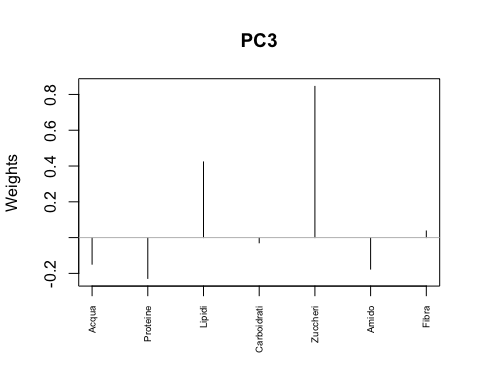 PC3
Weights
0.8
0.6
0.4
0.2
-0.2
Acqua
Proteine
Lipidi
Carboidrati
Zuccheri
Amido
Fibra